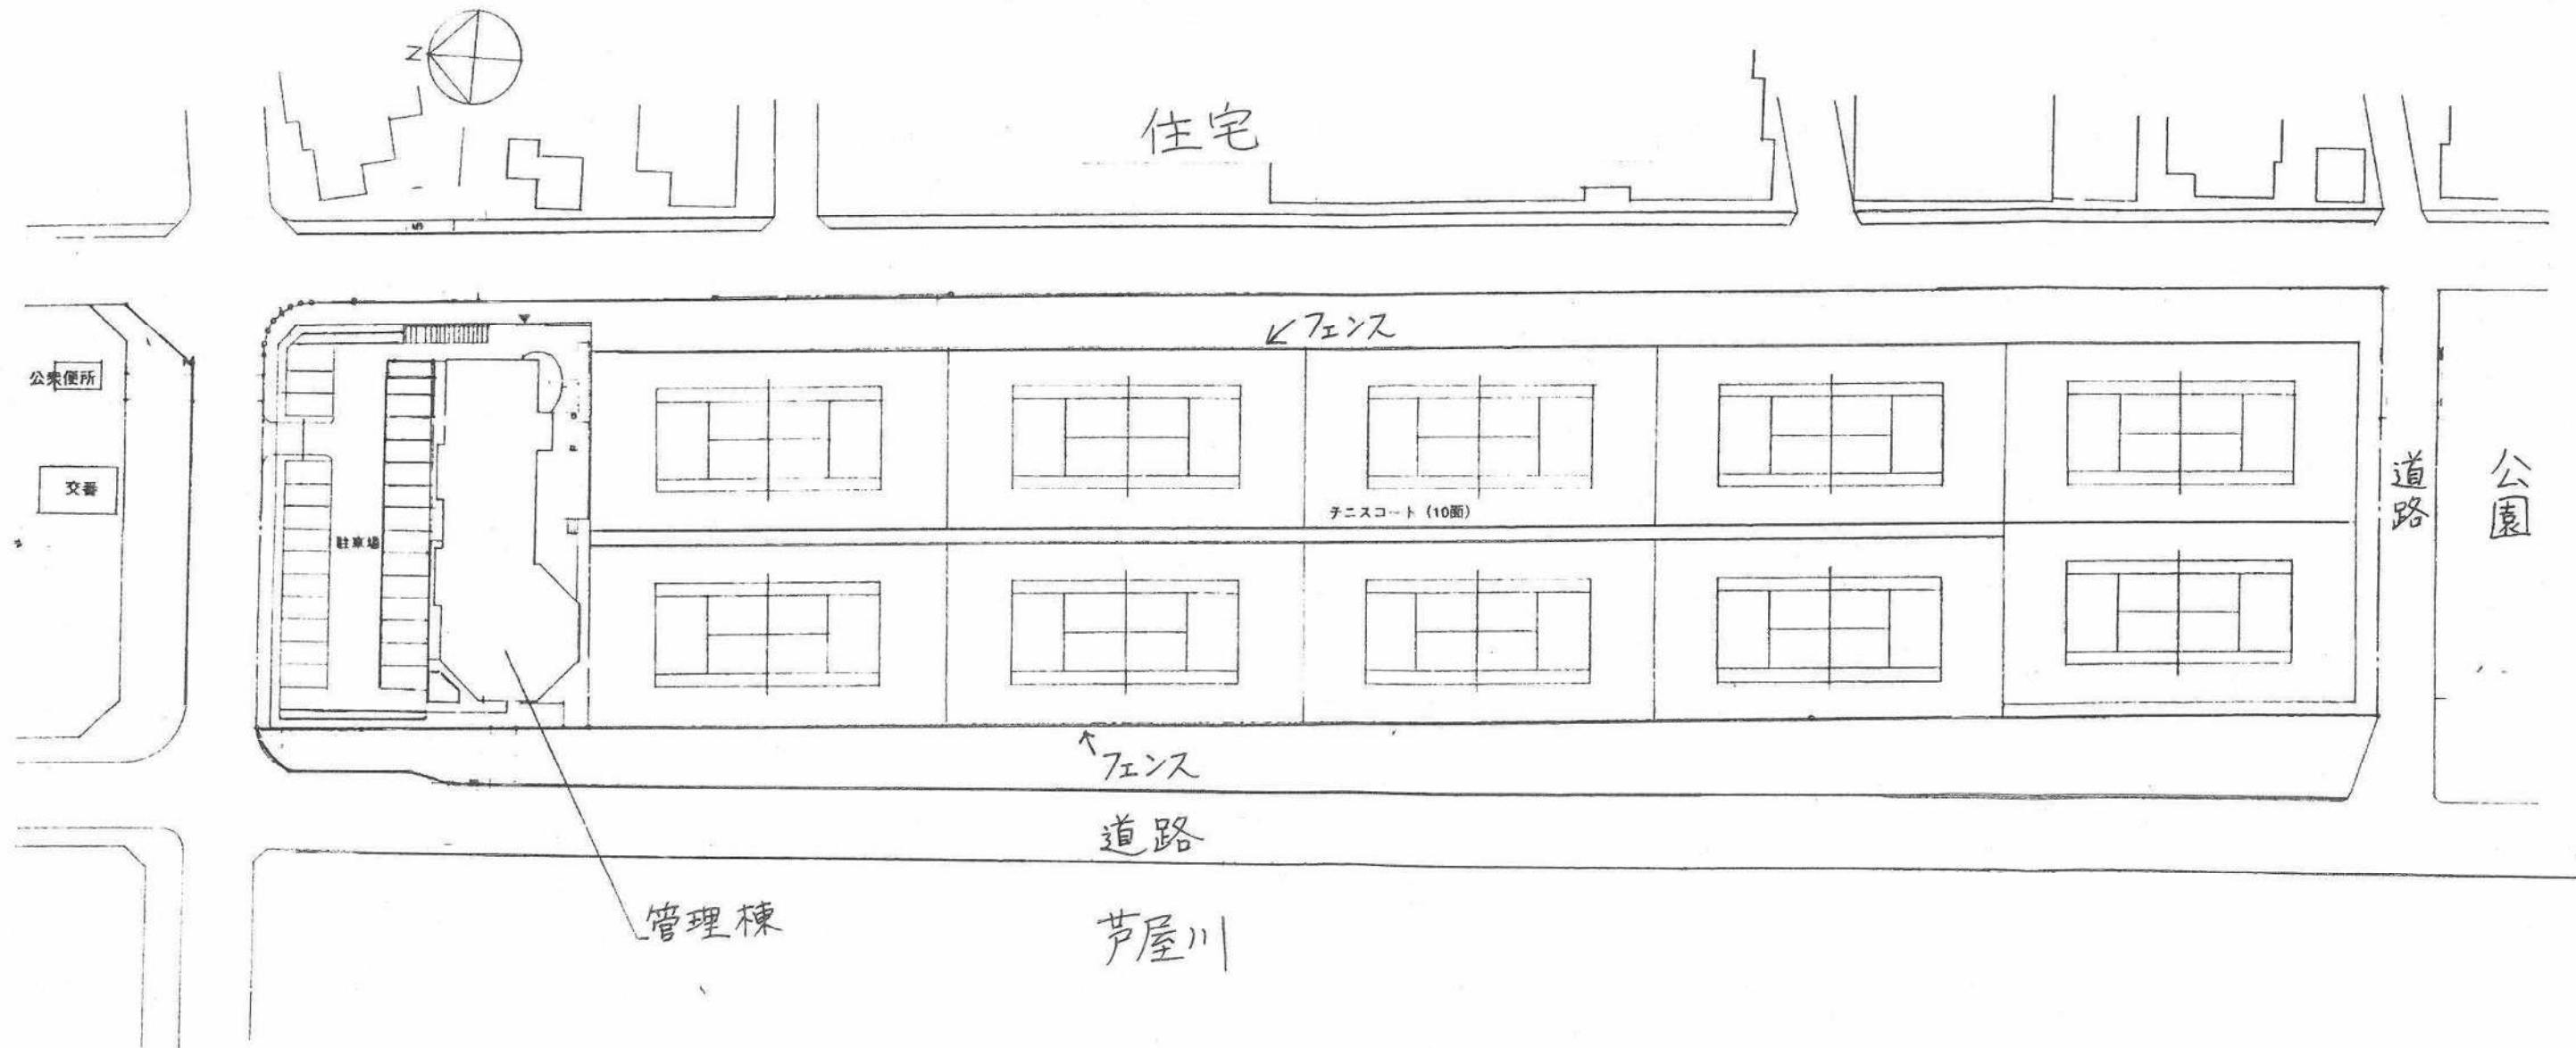 N
住宅
フェンス
公衆便所
交番
駐車場
テニスコート (10面)
道路
公園
フェンス
道路
管理棟
芦屋川